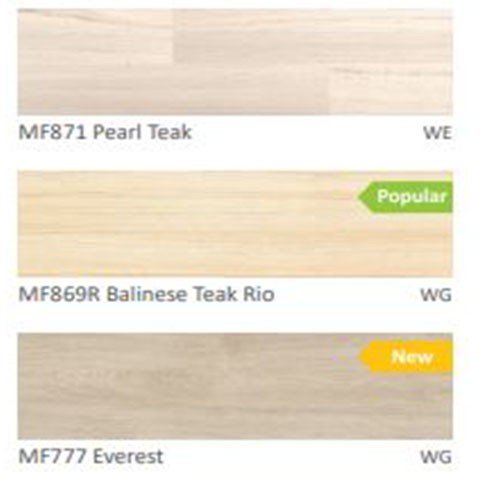 MF871 Pearl Teak WE
Popular
MF869R Balinese Teak Rio WG
New
MF777 Everest WG